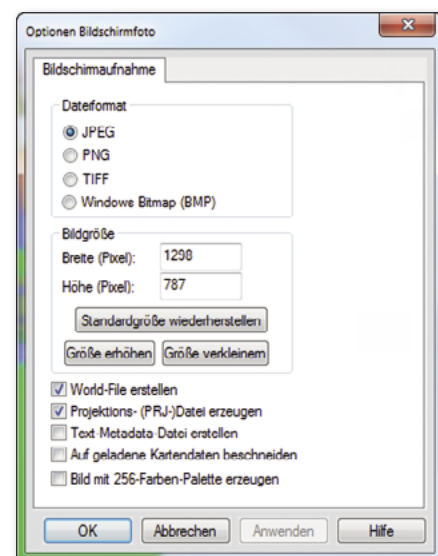 Optionen Bildschirmfoto
Bildschimaufnahme
Dateiformat
JPEG
PNG
TIFF
Windows Bitmap (BMP)
Bildgröße
Breite (Pixel): 1298
Höhe (Pixel): 787
Standardgröße wiederherstellen
Größe erhöhen Größe verkleinern
World-File erstellen
Projektions- (PRJ-)Datei erzeugen
Text-Metadata-Datei erstellen
Auf geladene Kartendaten beschneiden
Bild mit 256-Farben-Palette erzeugen
OK Abbrechen Anwenden Hilfe